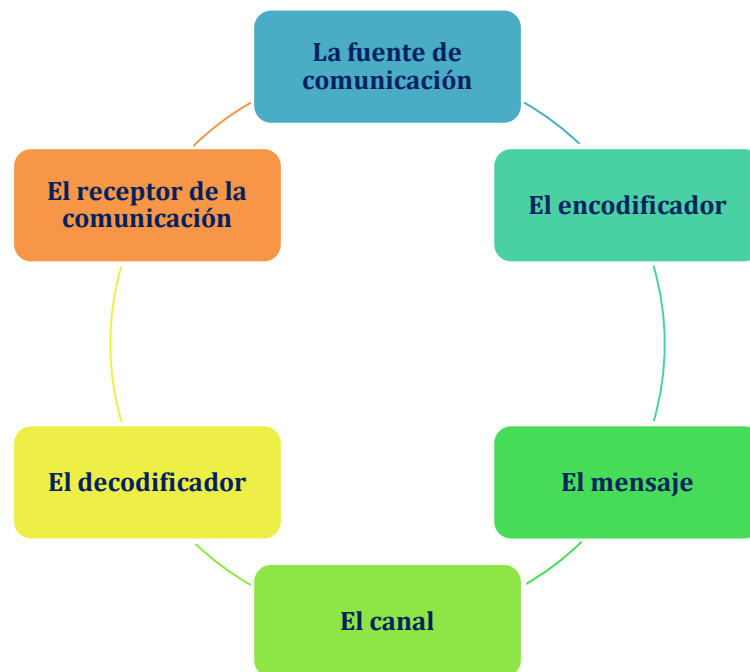 La fuente de
comunicación
El encodificador
El mensaje
El canal
El decodificador
El receptor de la
comunicación